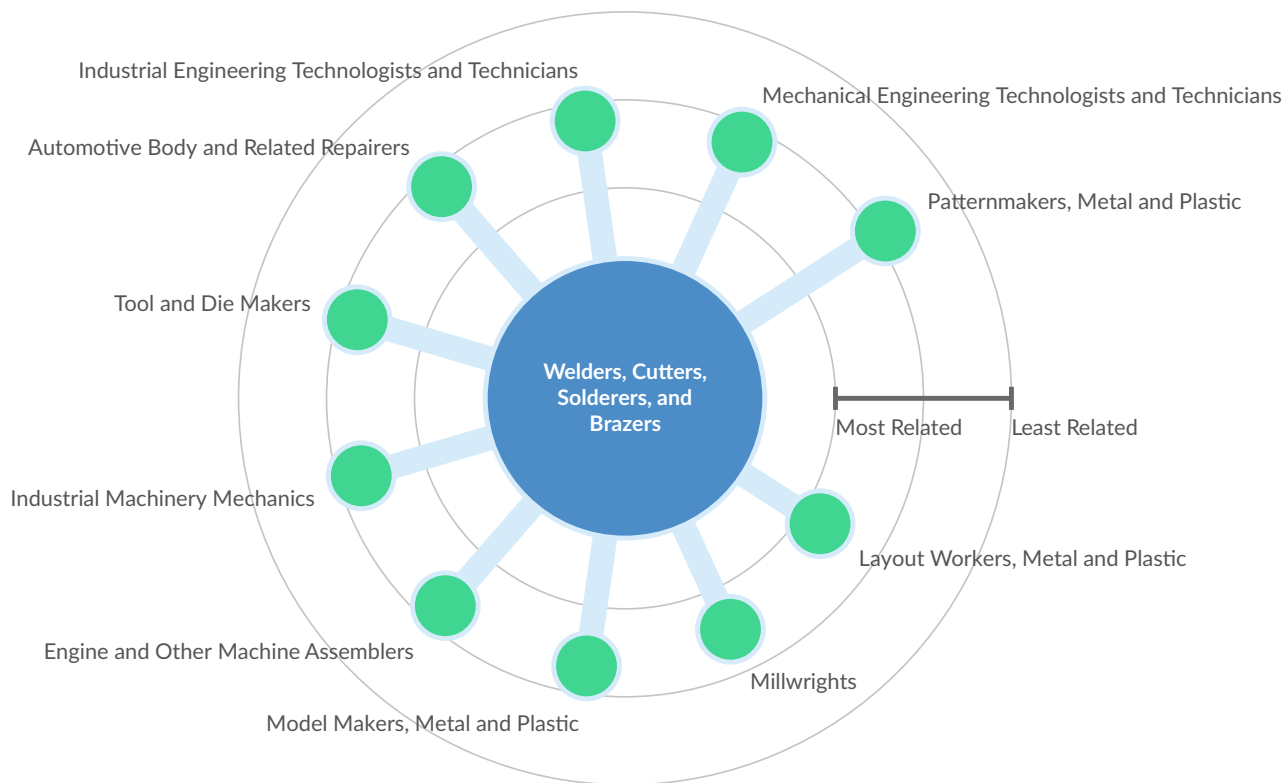 Industrial Engineering Technologists and Technicians
Mechanical Engineering Technologists and Technicians
Automotive Body and Related Repairers
Patternmakers, Metal and Plastic
Tool and Die Makers
Welders, Cutters,
Solderers, and
Brazers
Most Related
Least Related
Industrial Machinery Mechanics
Layout Workers, Metal and Plastic
Engine and Other Machine Assemblers
Millwrights
Model Makers, Metal and Plastic